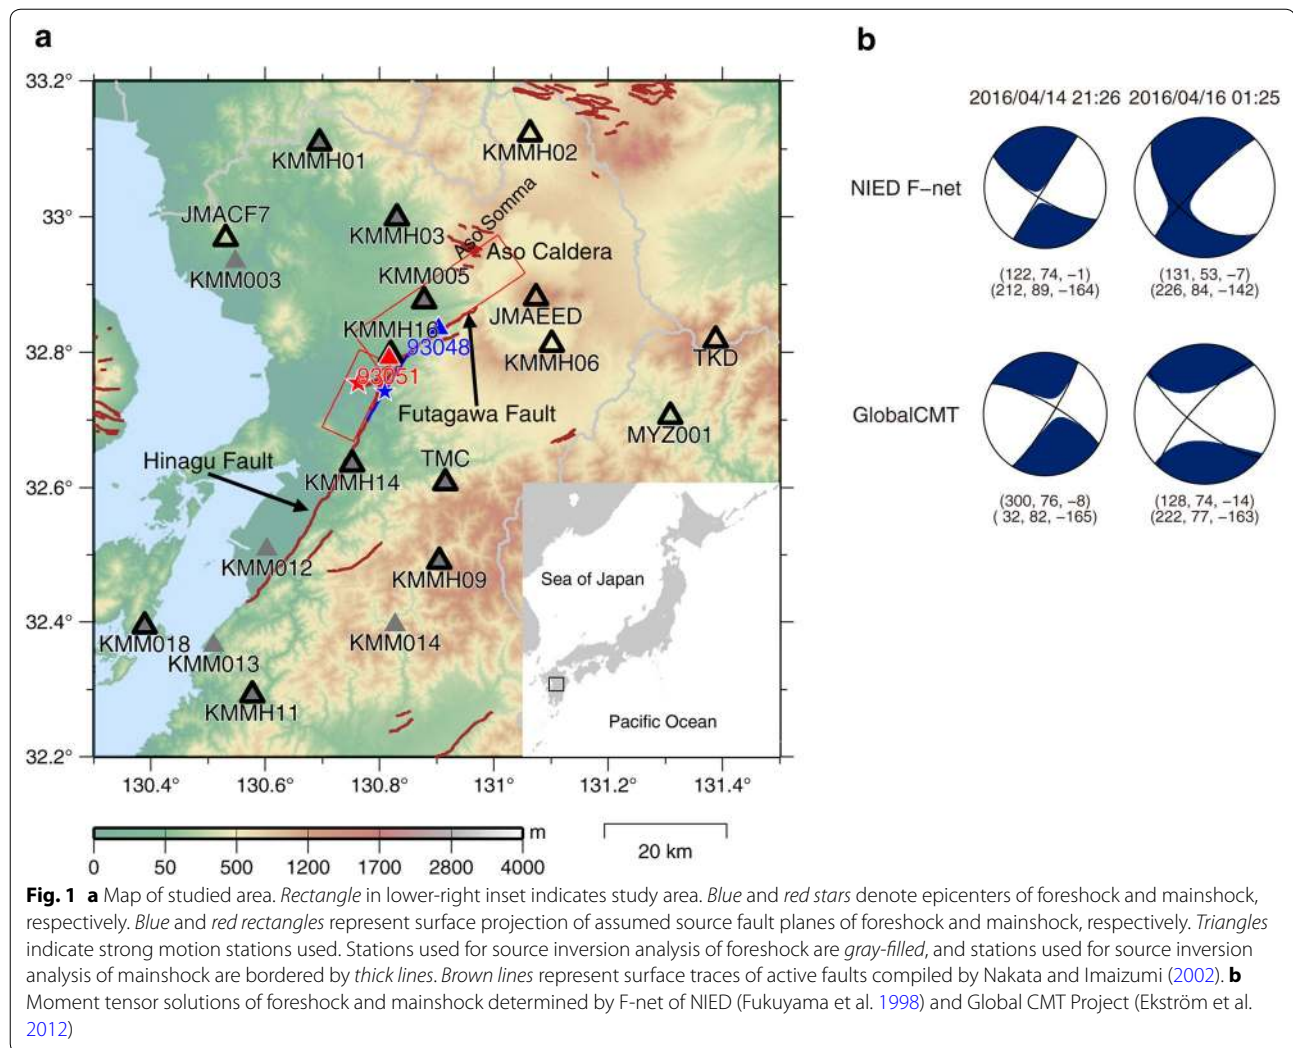 a
b
33.2°
33°
32.8°
32.6°
32.4°
32.2°
130.4°
130.6°
130.8°
131°
131.2°
131.4°
KMMH01
KMMH02
JMACF7
KMM003
KMMH03
Aso Somma
Aso Caldera
KMM005
JMAEED
KMMH16
93048
KMMH06
TKD
93051
Futagawa Fault
MYZ001
Hinagu Fault
TMC
KMMH14
KMM012
KMMH09
KMM018
KMM013
KMM014
KMMH11
Sea of Japan
Pacific Ocean
0 50 500 1200 1700 2800 4000
m
20 km
2016/04/14 21:26 2016/04/16 01:25
NIED F-net
(122, 74, -1)
(212, 89, -164)
(131, 53, -7)
(226, 84, -142)
GlobalCMT
(300, 76, -8)
( 32, 82, -165)
(128, 74, -14)
(222, 77, -163)
Fig. 1 a Map of studied area. Rectangle in lower-right inset indicates study area. Blue and red stars denote epicenters of foreshock and mainshock,
respectively. Blue and red rectangles represent surface projection of assumed source fault planes of foreshock and mainshock, respectively. Triangles
indicate strong motion stations used. Stations used for source inversion analysis of foreshock are gray-filled, and stations used for source inversion
analysis of mainshock are bordered by thick lines. Brown lines represent surface traces of active faults compiled by Nakata and Imaizumi (2002). b
Moment tensor solutions of foreshock and mainshock determined by F-net of NIED (Fukuyama et al. 1998) and Global CMT Project (Ekström et al.
2012)